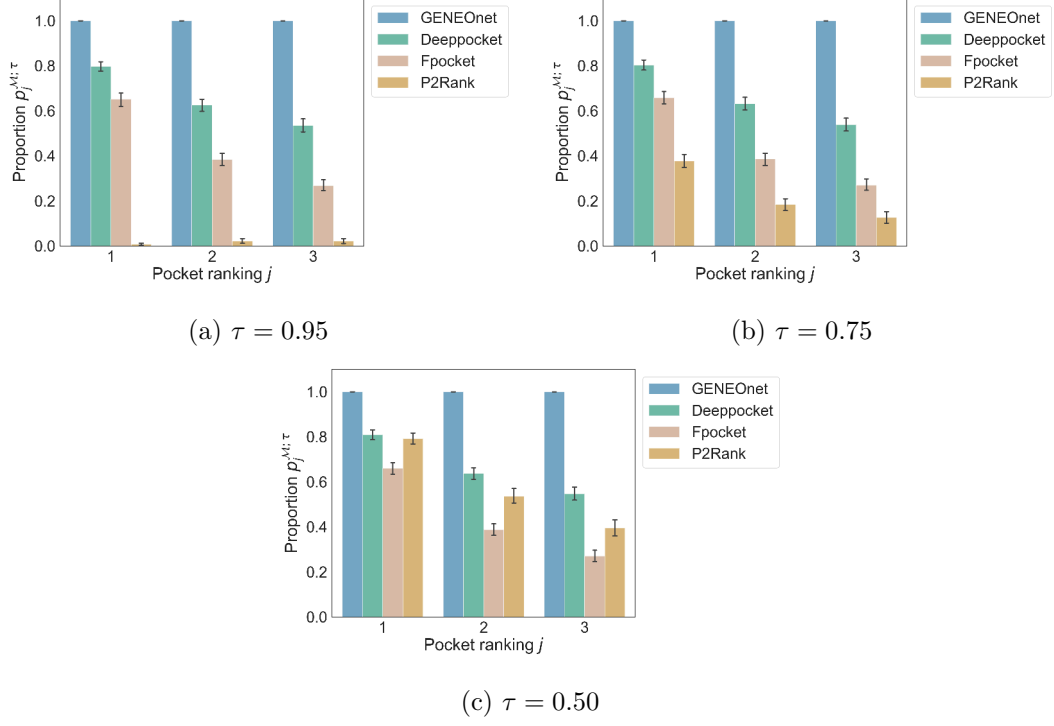 1.0
0.8
0.6
0.4
0.2
0.0
Proportion p_j^{ℳ; τ}
1 2 3
Pocket ranking j
GENEOnet
Deeppocket
Fpocket
P2Rank
(a) τ = 0.95
1.0
0.8
0.6
0.4
0.2
0.0
Proportion p_j^{ℳ; τ}
1 2 3
Pocket ranking j
GENEOnet
Deeppocket
Fpocket
P2Rank
(b) τ = 0.75
1.0
0.8
0.6
0.4
0.2
0.0
Proportion p_j^{ℳ; τ}
1 2 3
Pocket ranking j
GENEOnet
Deeppocket
Fpocket
P2Rank
(c) τ = 0.50